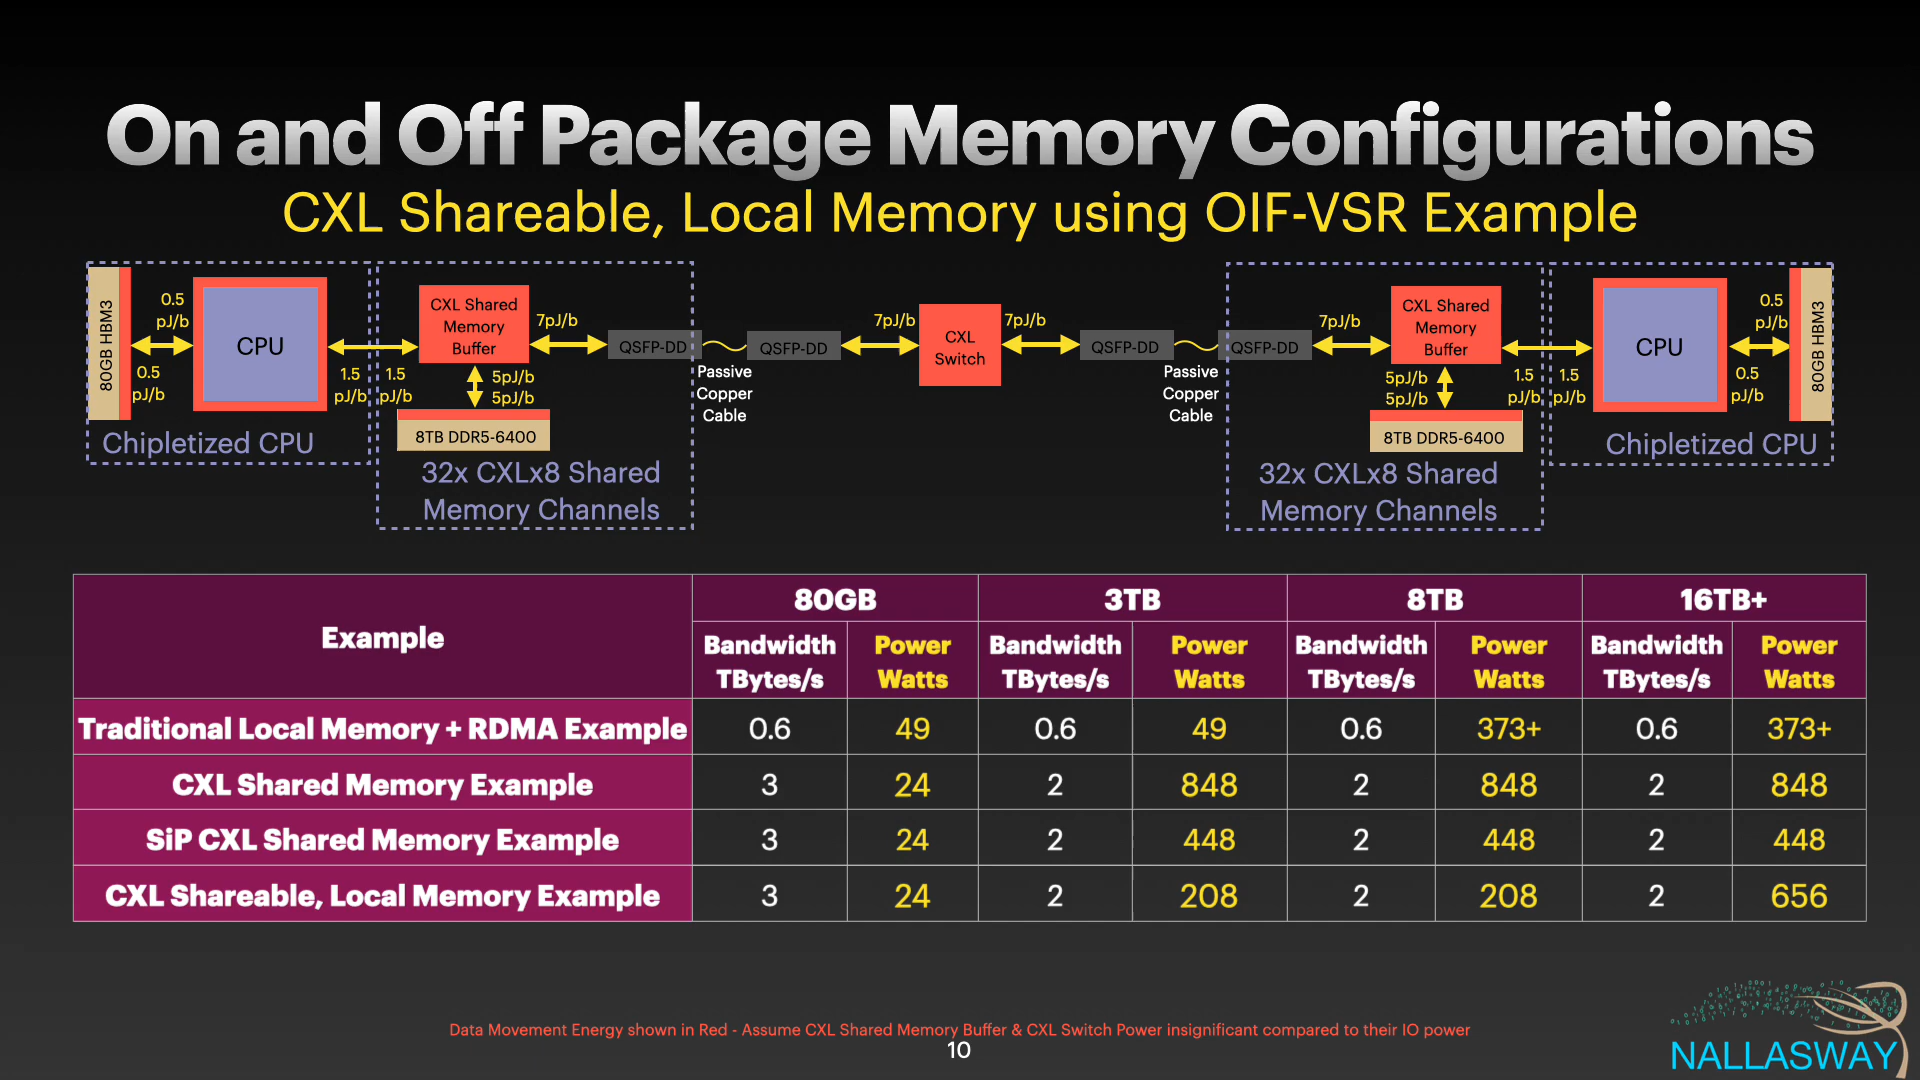 On and Off Package Memory Configurations
CXL Shareable, Local Memory using OIF-VSR Example
80GB HBM3
0.5
pJ/b
0.5
pJ/b
CPU
1.5
pJ/b
1.5
pJ/b
Chipletized CPU
CXL Shared
Memory
Buffer
5pJ/b
5pJ/b
8TB DDR5-6400
32x CXLx8 Shared
Memory Channels
7pJ/b
QSFP-DD
Passive
Copper
Cable
QSFP-DD
7pJ/b
CXL
Switch
7pJ/b
QSFP-DD
Passive
Copper
Cable
QSFP-DD
7pJ/b
CXL Shared
Memory
Buffer
5pJ/b
5pJ/b
8TB DDR5-6400
32x CXLx8 Shared
Memory Channels
1.5
pJ/b
1.5
pJ/b
CPU
0.5
pJ/b
0.5
pJ/b
80GB HBM3
Chipletized CPU
Example 80GB 3TB 8TB 16TB+
Bandwidth Power Bandwidth Power Bandwidth Power Bandwidth Power
TBytes/s Watts TBytes/s Watts TBytes/s Watts TBytes/s Watts
Traditional Local Memory + RDMA Example 0.6 49 0.6 49 0.6 373+ 0.6 373+
CXL Shared Memory Example 3 24 2 848 2 848 2 848
SiP CXL Shared Memory Example 3 24 2 448 2 448 2 448
CXL Shareable, Local Memory Example 3 24 2 208 2 208 2 656
Data Movement Energy shown in Red - Assume CXL Shared Memory Buffer & CXL Switch Power insignificant compared to their IO power
10
NALLASWAY